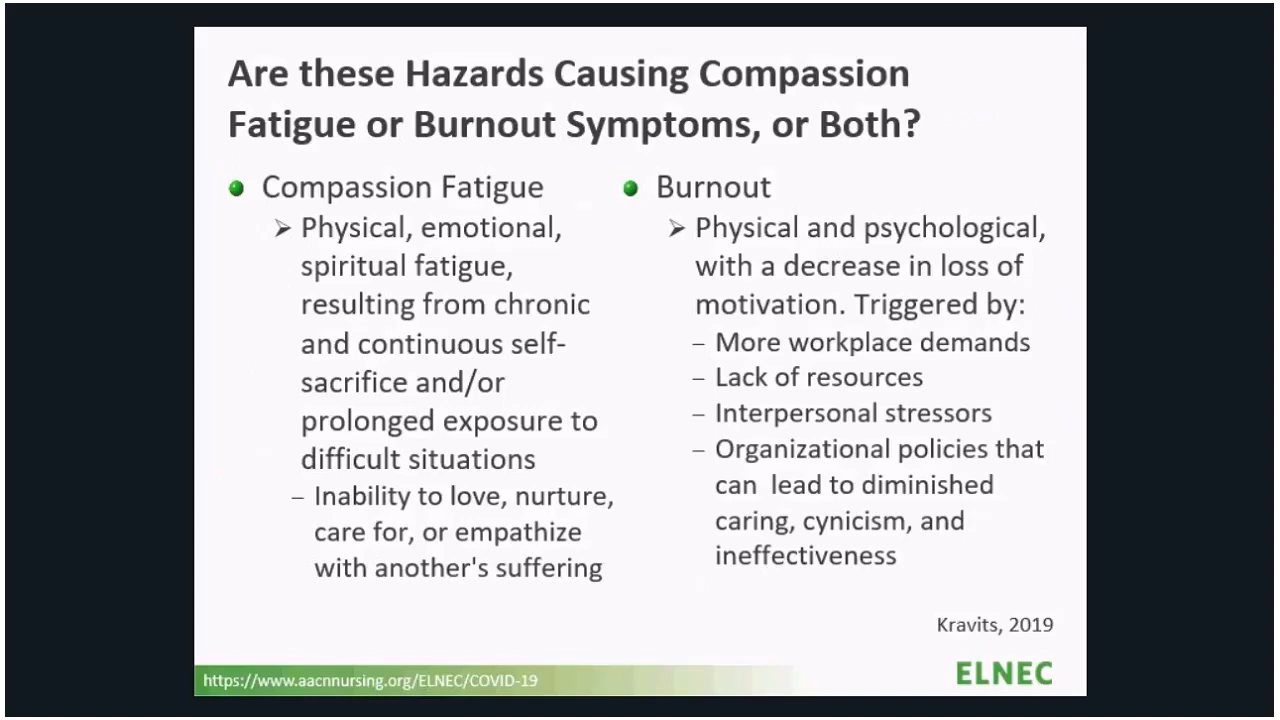 Are these Hazards Causing Compassion
Fatigue or Burnout Symptoms, or Both?
Compassion Fatigue
Physical, emotional,
spiritual fatigue,
resulting from chronic
and continuous self-
sacrifice and/or
prolonged exposure to
difficult situations
– Inability to love, nurture,
care for, or empathize
with another's suffering
Burnout
Physical and psychological,
with a decrease in loss of
motivation. Triggered by:
– More workplace demands
– Lack of resources
– Interpersonal stressors
– Organizational policies that
can lead to diminished
caring, cynicism, and
ineffectiveness
Kravits, 2019
https://www.aacnnursing.org/ELNEC/COVID-19
ELNEC